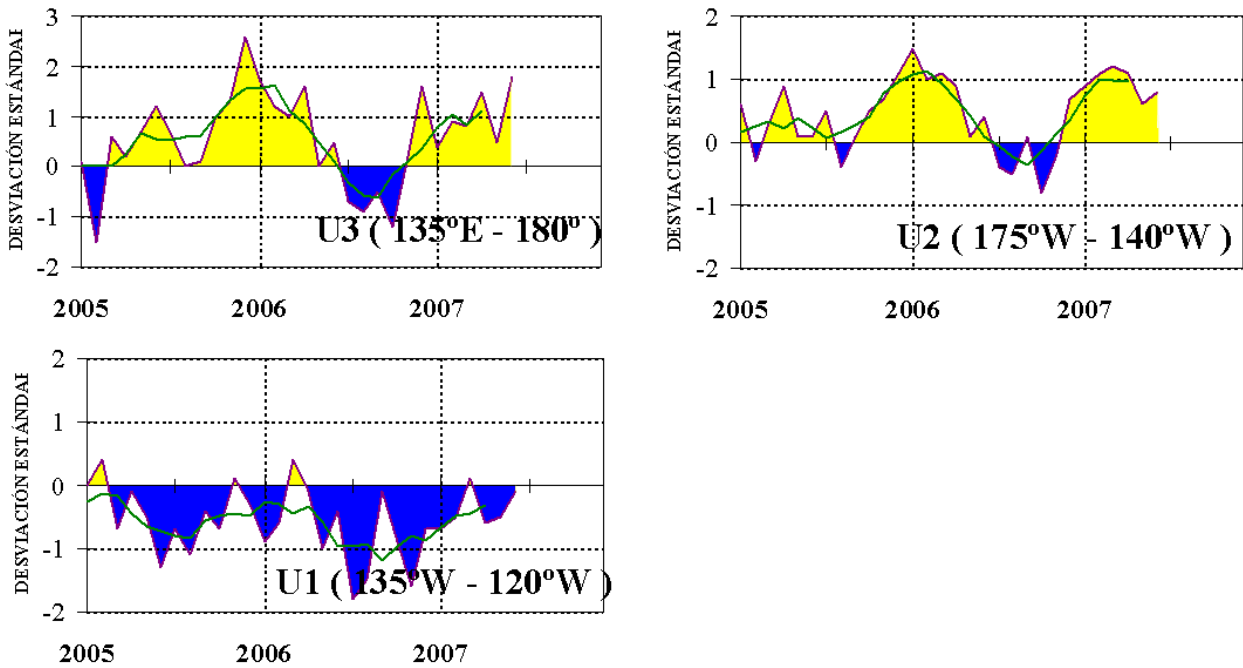 DESVIACIÓN ESTÁNDAI
3
2
1
0
-1
-2
U3 ( 135ºE - 180º )
2005 2006 2007
DESVIACIÓN ESTÁNDAI
2
1
0
-1
-2
U2 ( 175ºW - 140ºW )
2005 2006 2007
DESVIACIÓN ESTÁNDAI
2
1
0
-1
-2
U1 ( 135ºW - 120ºW )
2005 2006 2007